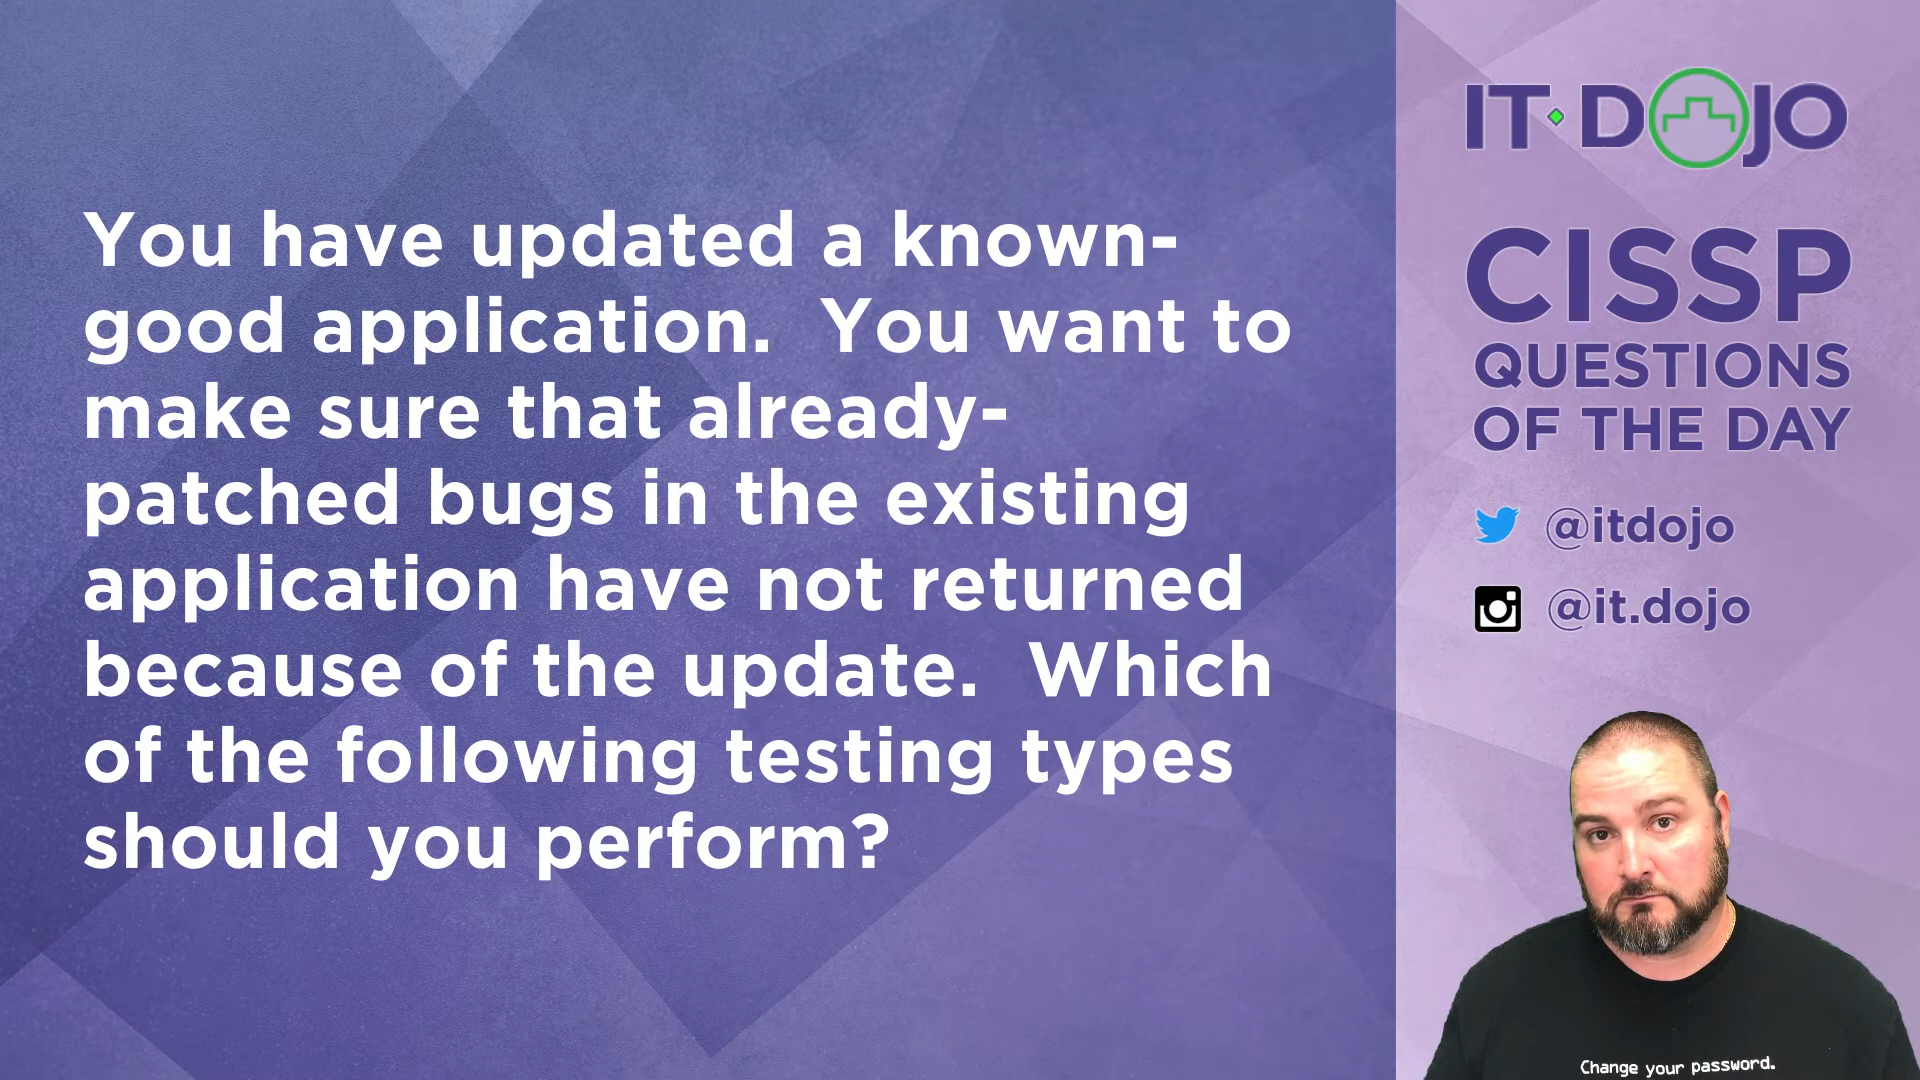 You have updated a known-
good application.  You want to
make sure that already-
patched bugs in the existing
application have not returned
because of the update.  Which
of the following testing types
should you perform?
IT DOJO
CISSP
QUESTIONS
OF THE DAY
@itdojo
@it.dojo
Change your password.